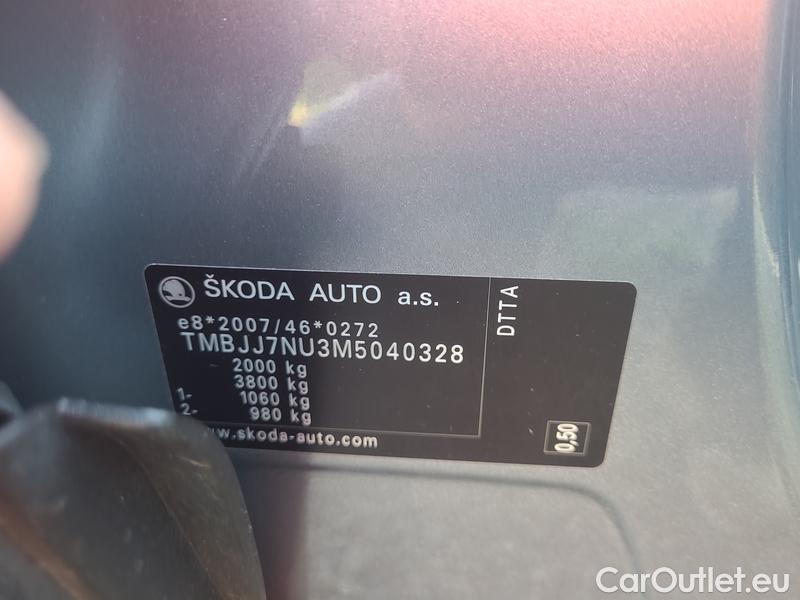 ŠKODA AUTO a.s.
e8*2007/46*0272
TMBJJ7NU3M5040328
2000 kg
3800 kg
1- 1060 kg
2- 980 kg
www.skoda-auto.com
DTTA
0,50
CarOutlet.eu